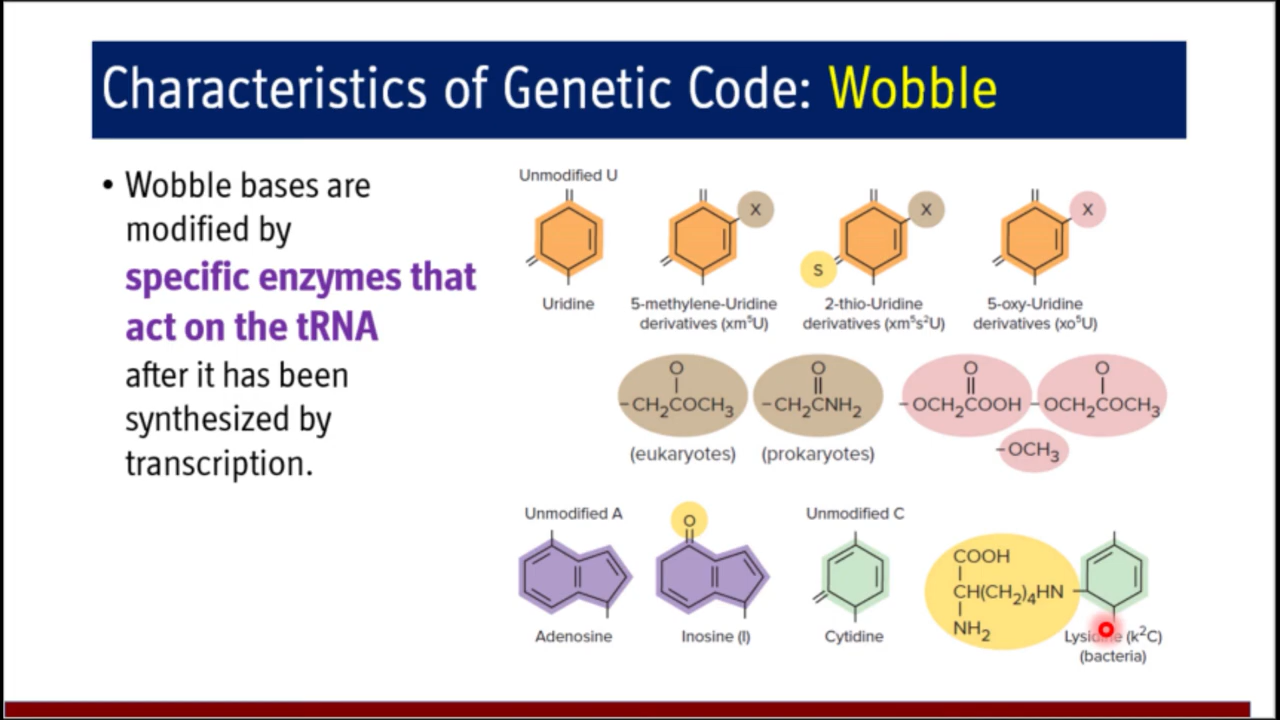 Characteristics of Genetic Code: Wobble
• Wobble bases are
modified by
specific enzymes that
act on the tRNA
after it has been
synthesized by
transcription.
Unmodified U
X
X
X
S
Uridine
5-methylene-Uridine
derivatives (xm⁵U)
2-thio-Uridine
derivatives (xm⁵s²U)
5-oxy-Uridine
derivatives (xo⁵U)
O
CH₂COCH₃
(eukaryotes)
O
CH₂CNH₂
(prokaryotes)
O
OCH₂COOH
O
OCH₂COCH₃
OCH₃
Unmodified A
Adenosine
O
Inosine (I)
Unmodified C
Cytidine
COOH
CH(CH₂)₄HN
NH₂
(k²C)
(bacteria)